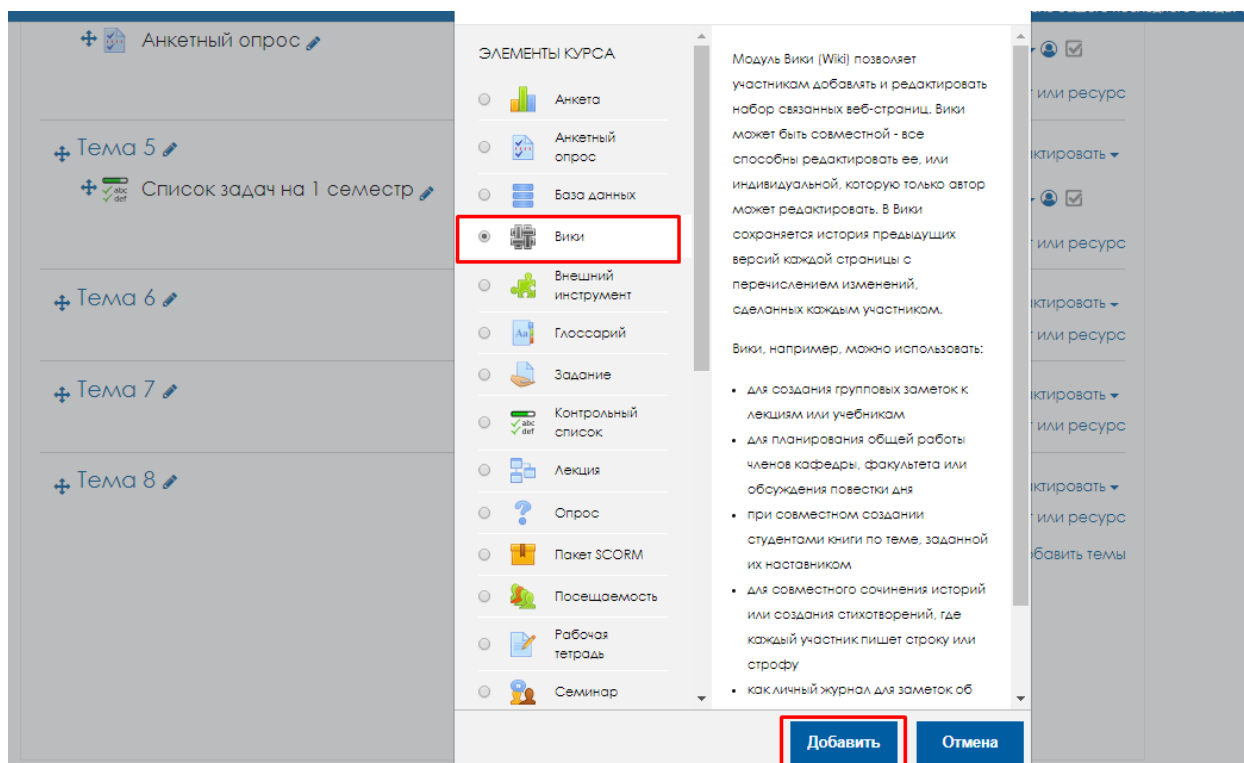 Анкетный опрос
или ресурс
Тема 5
Список задач на 1 семестр
или ресурс
Тема 6
или ресурс
Тема 7
или ресурс
Тема 8
или ресурс
темы
ЭЛЕМЕНТЫ КУРСА
Анкета
Анкетный
опрос
База данных
Вики
Внешний
инструмент
Глоссарий
Задание
Контрольный
список
Лекция
Опрос
Пакет SCORM
Посещаемость
Рабочая
тетрадь
Семинар
Модуль Вики (Wiki) позволяет
участникам добавлять и редактировать
набор связанных веб-страниц. Вики
может быть совместной - все
способны редактировать ее, или
индивидуальной, которую только автор
может редактировать. В Вики
сохраняется история предыдущих
версий каждой страницы с
перечислением изменений,
сделанных каждым участником.
Вики, например, можно использовать:
• для создания групповых заметок к
лекциям или учебникам
• для планирования общей работы
членов кафедры, факультета или
обсуждения повестки дня
• при совместном создании
студентами книги по теме, заданной
их наставником
• для совместного сочинения историй
или создания стихотворений, где
каждый участник пишет строку или
строфу
• как личный журнал для заметок об
Добавить
Отмена